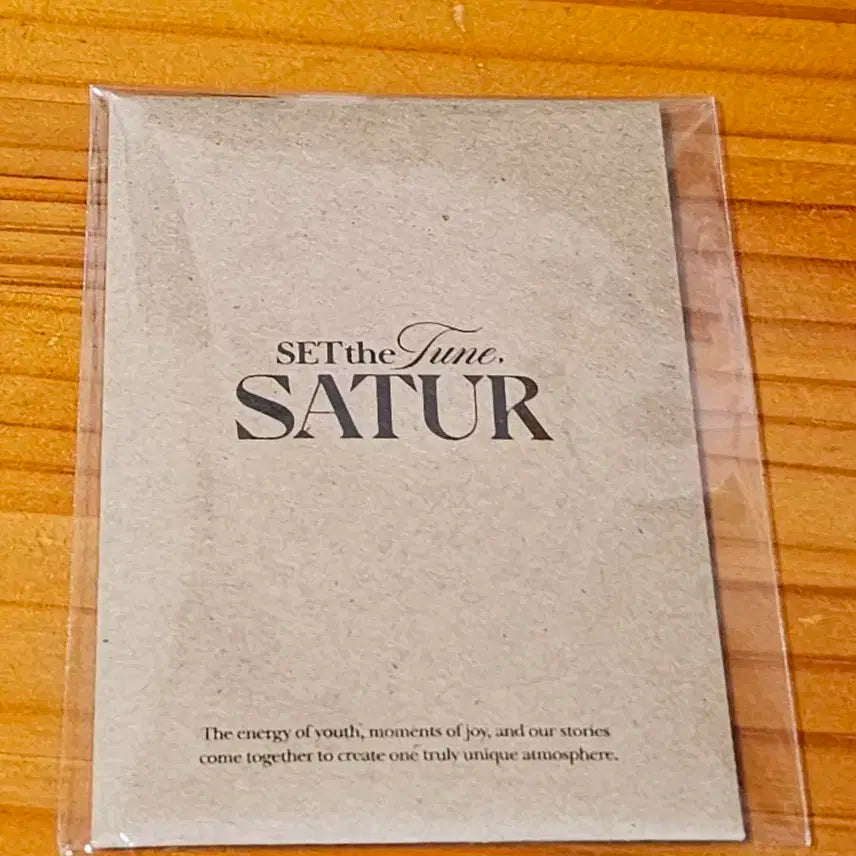 SET the Tune,
SATUR
The energy of youth, moments of joy, and our stories
come together to create one truly unique atmosphere.